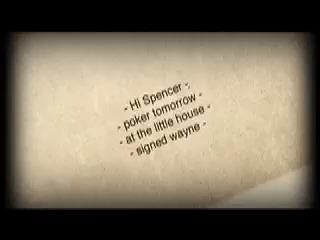 - Hi Spencer -
- poker tomorrow -
- at the little house -
- signed wayne -